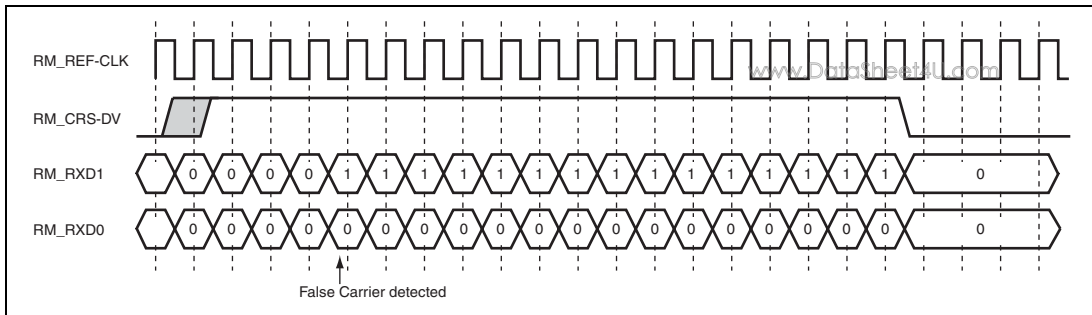 RM_REF-CLK
www.DataSheet4U.com
RM_CRS-DV
RM_RXD1 0 0 0 0 1 1 1 1 1 1 1 1 1 1 1 1 1 1 1 0
RM_RXD0 0 0 0 0 0 0 0 0 0 0 0 0 0 0 0 0 0 0 0 0
False Carrier detected